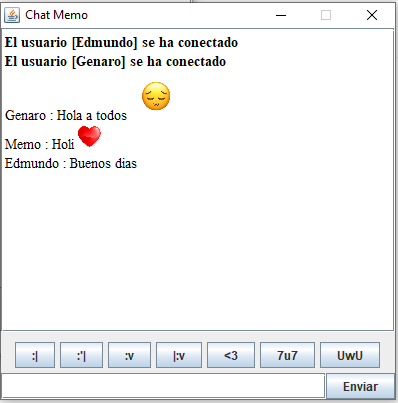 Chat Memo
El usuario [Edmundo] se ha conectado
El usuario [Genaro] se ha conectado
Genaro : Hola a todos
Memo : Holi
Edmundo : Buenos dias
:| :'| :v |:v <3 7u7 UwU
Enviar